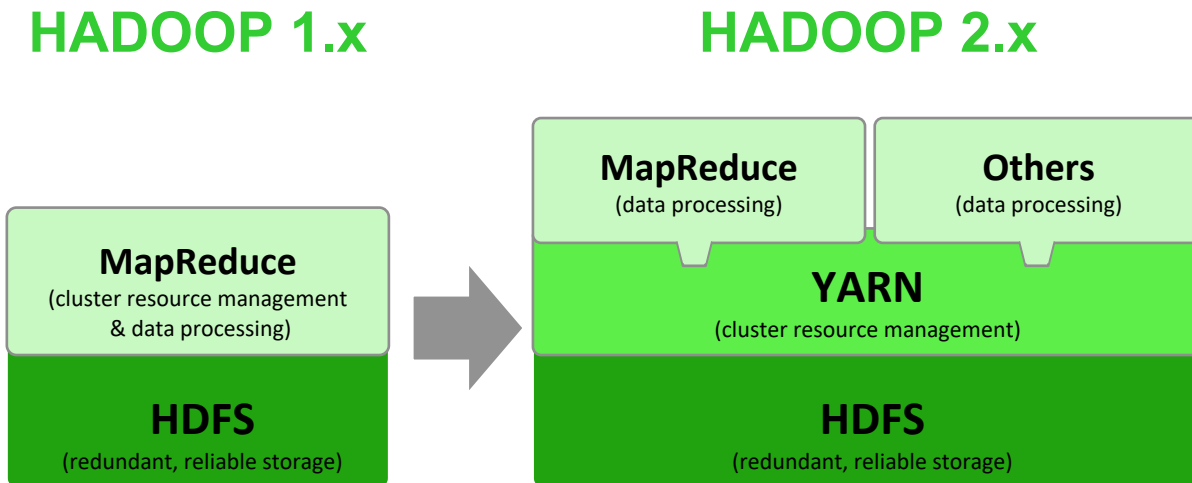 HADOOP 1.x
MapReduce
(cluster resource management
& data processing)
HDFS
(redundant, reliable storage)
HADOOP 2.x
MapReduce
(data processing)
Others
(data processing)
YARN
(cluster resource management)
HDFS
(redundant, reliable storage)